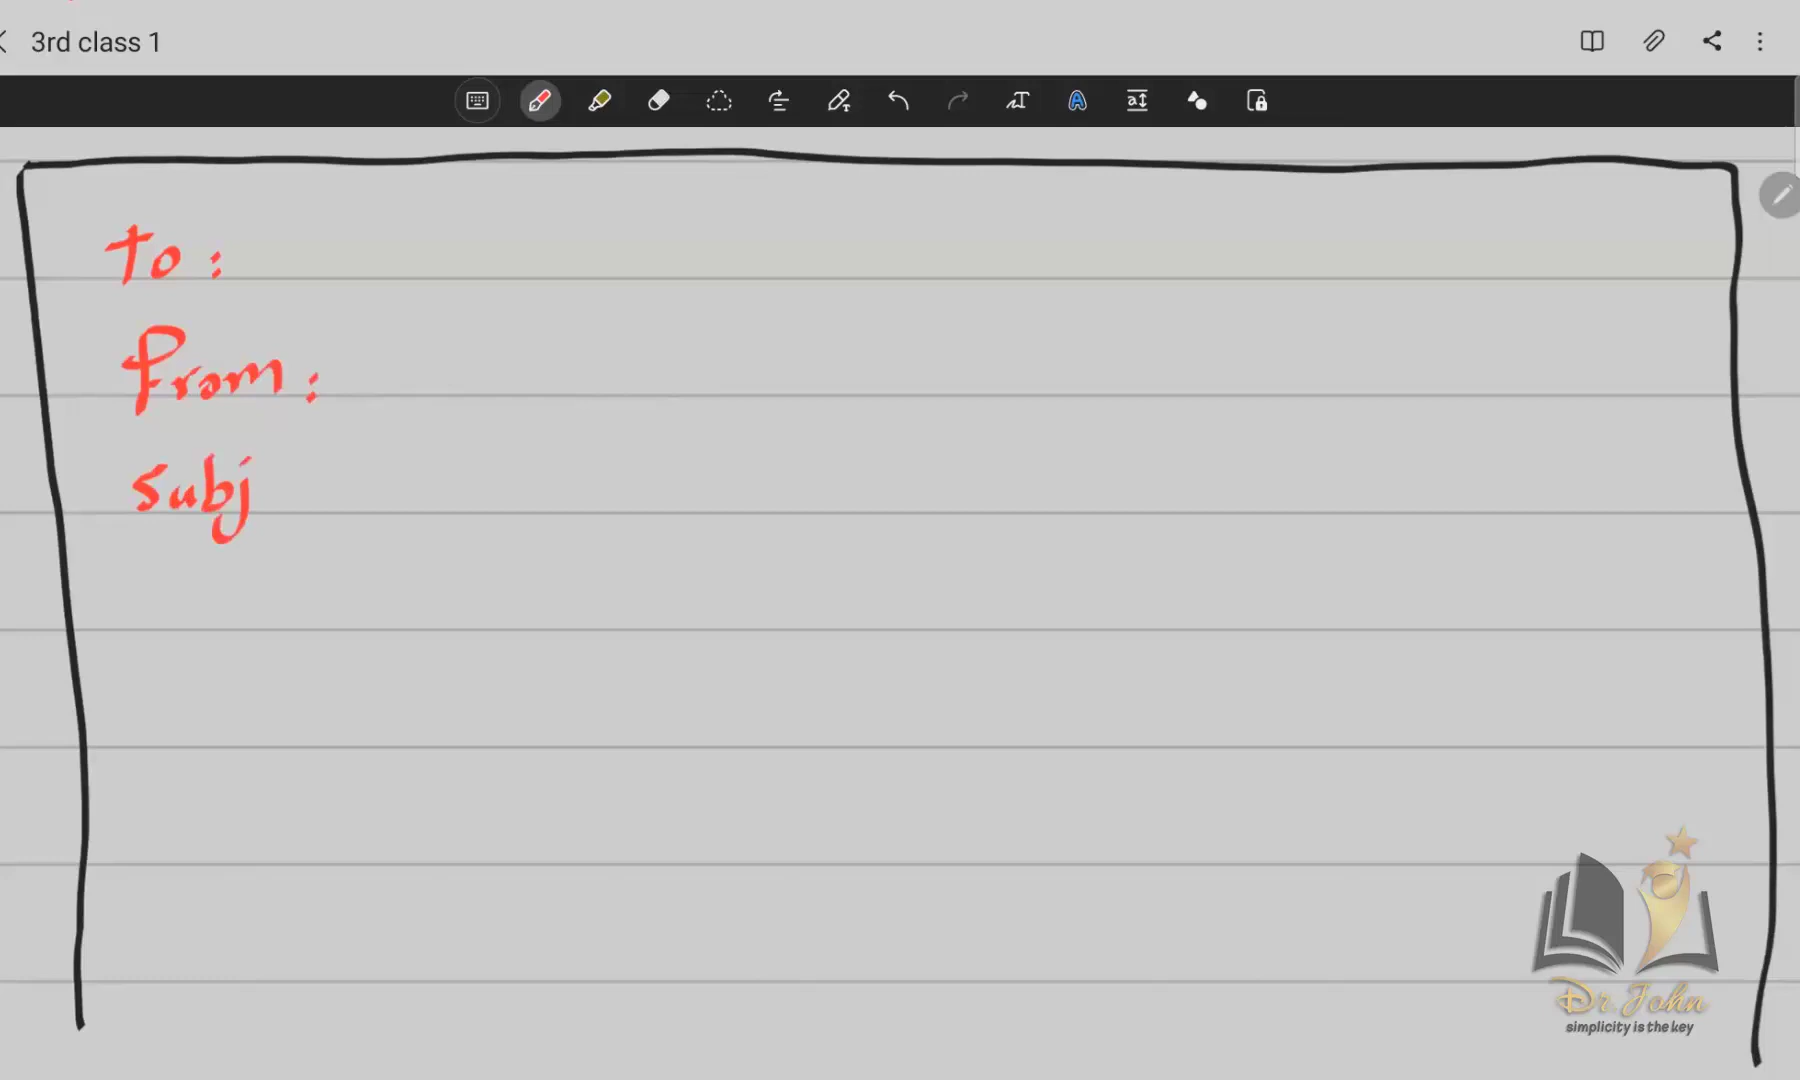 3rd class 1
To :
From :
subj
Dr. John
simplicity is the key